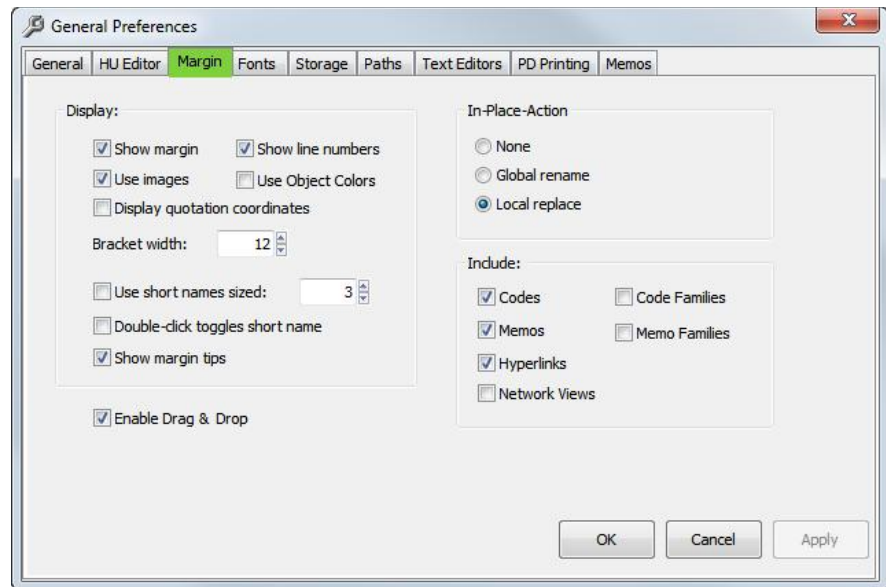 General Preferences
General HU Editor Margin Fonts Storage Paths Text Editors PD Printing Memos
Display:
Show margin Show line numbers
Use images Use Object Colors
Display quotation coordinates
Bracket width: 12
Use short names sized: 3
Double-click toggles short name
Show margin tips
Enable Drag & Drop
In-Place-Action
None
Global rename
Local replace
Include:
Codes Code Families
Memos Memo Families
Hyperlinks
Network Views
OK Cancel Apply